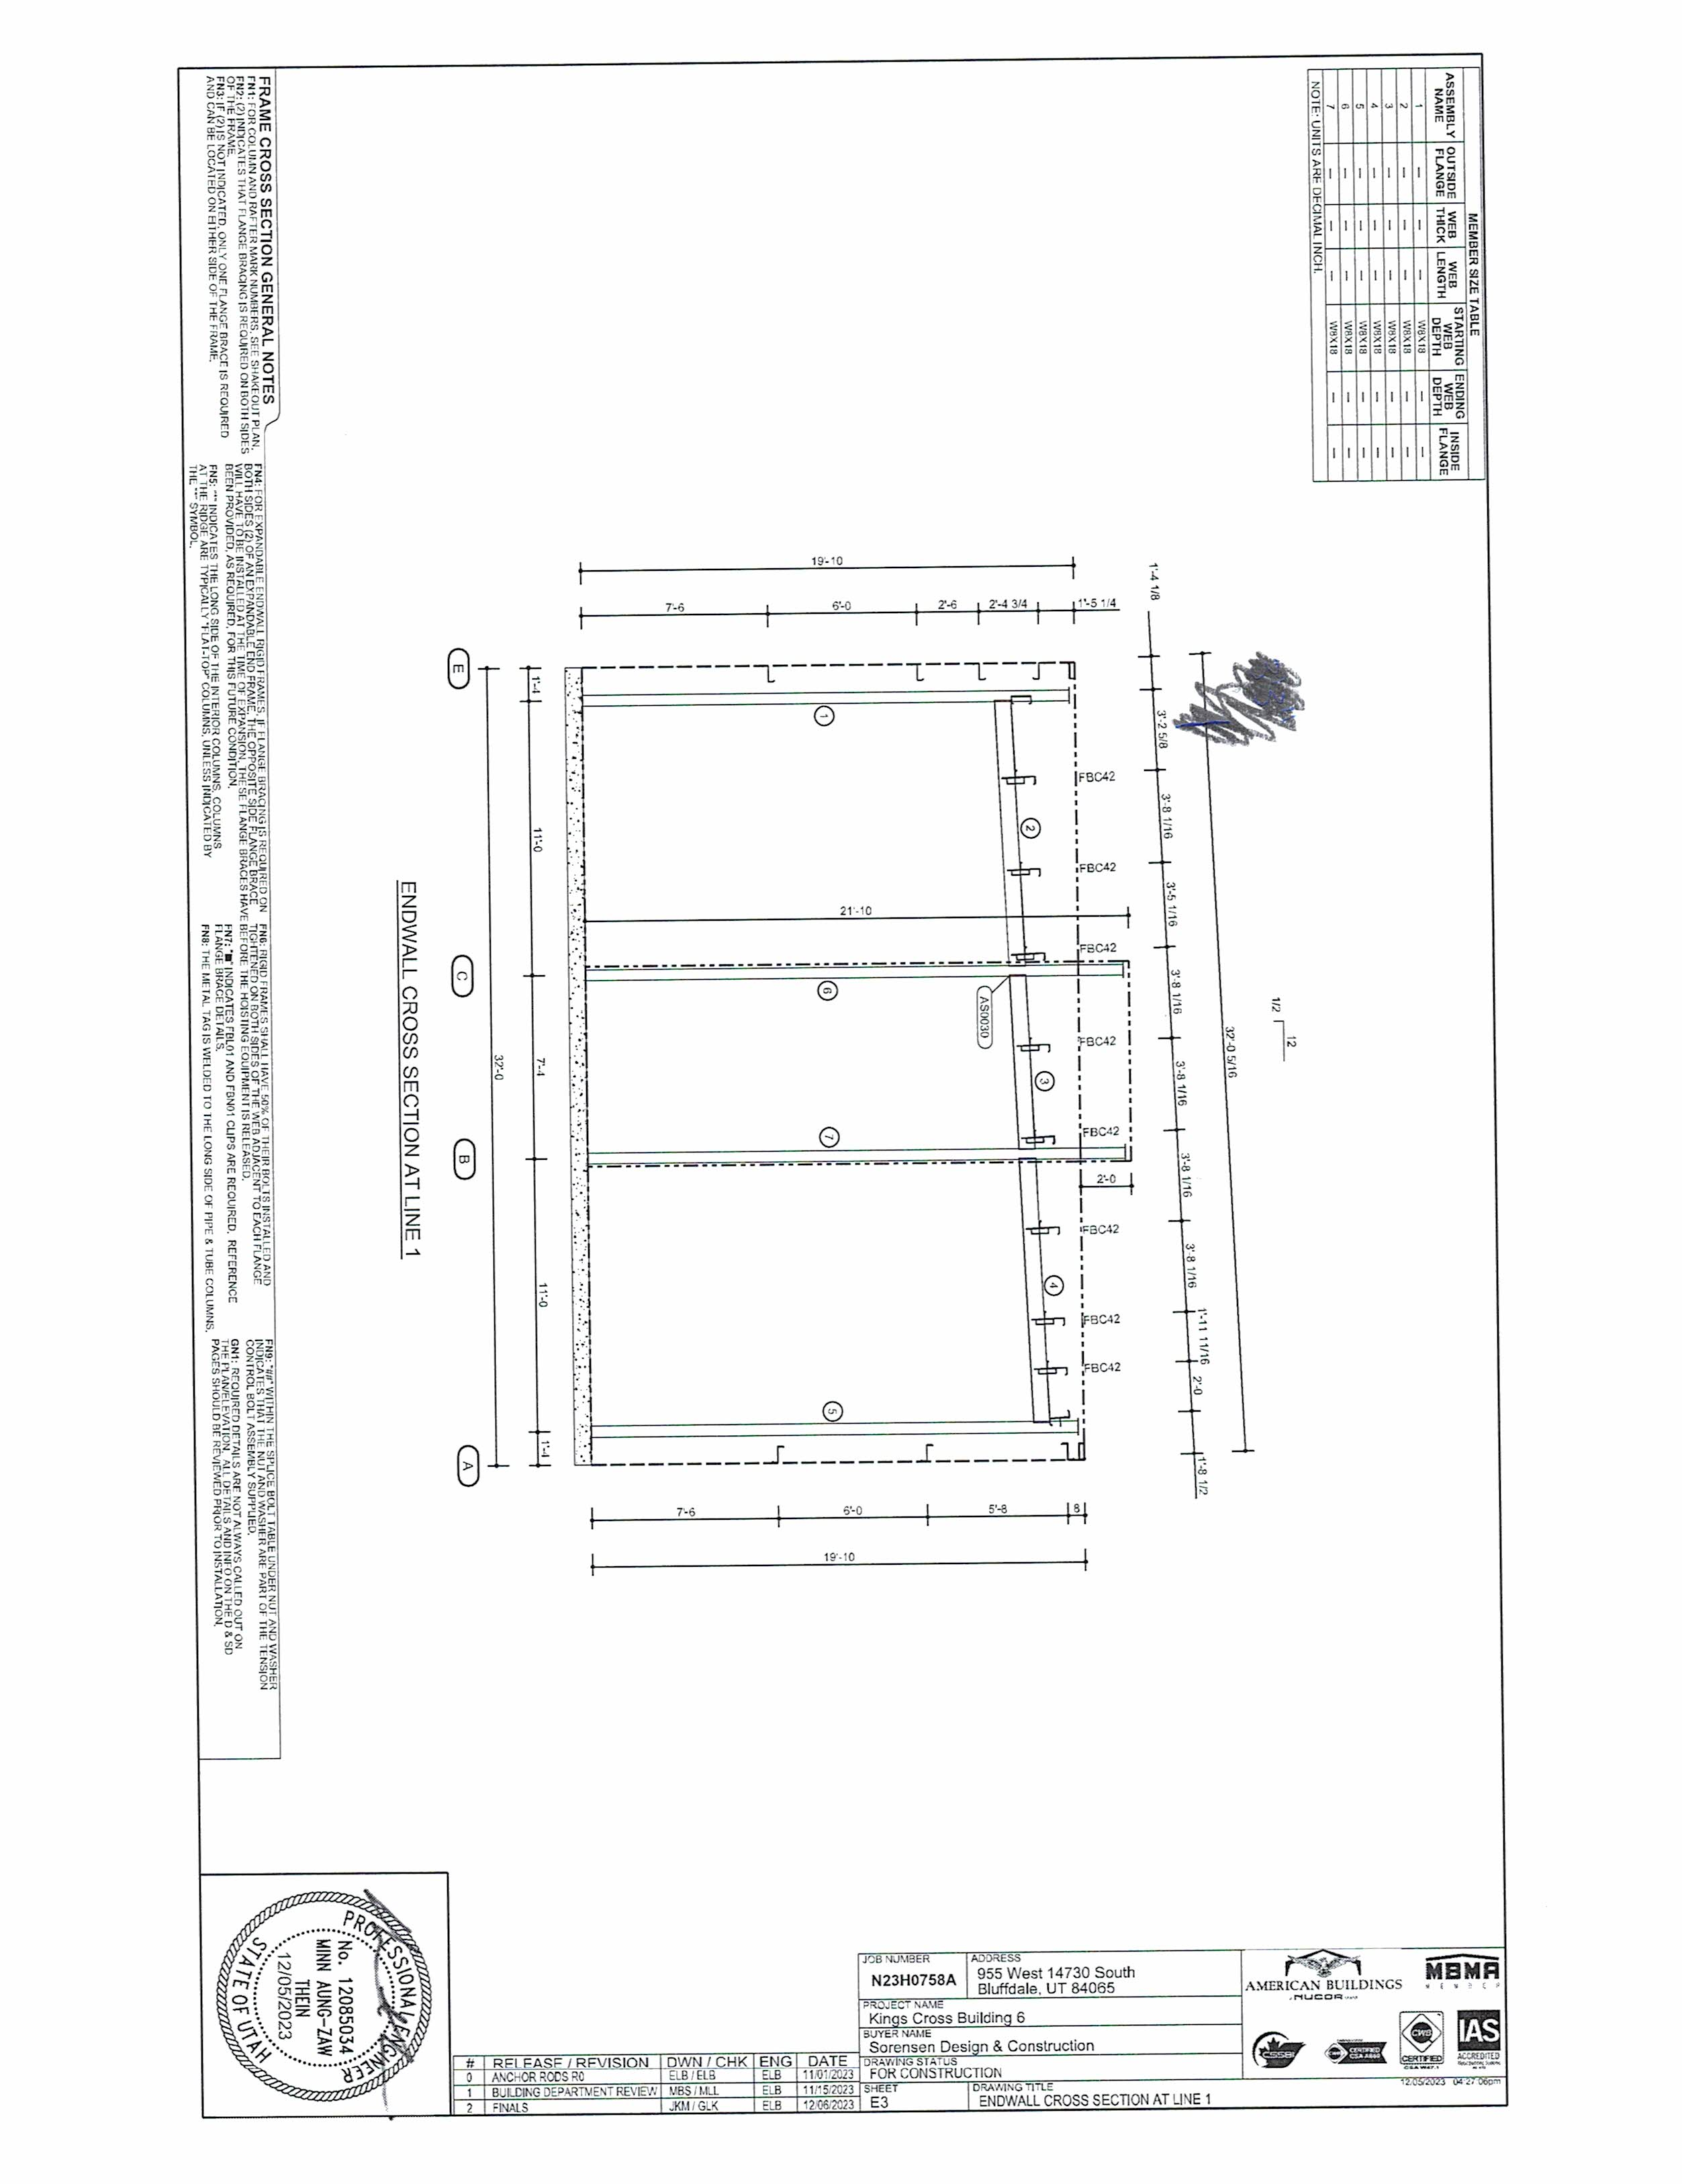 MEMBER SIZE TABLE
ASSEMBLY NAME | OUTSIDE FLANGE | WEB THICK | WEB LENGTH | STARTING WEB DEPTH | ENDING WEB DEPTH | INSIDE FLANGE
1 | -- | -- | -- | W8X18 | -- | --
2 | -- | -- | -- | W8X18 | -- | --
3 | -- | -- | -- | W8X18 | -- | --
4 | -- | -- | -- | W8X18 | -- | --
5 | -- | -- | -- | W8X18 | -- | --
6 | -- | -- | -- | W8X18 | -- | --
7 | -- | -- | -- | W8X18 | -- | --
NOTE: UNITS ARE DECIMAL INCH.
12
1/2
32'-0 5/16
1'-4 1/8
3'-2 5/8
3'-8 1/16
3'-5 1/16
3'-8 1/16
3'-8 1/16
3'-8 1/16
3'-8 1/16
1'-11 11/16
2'-0
1'-8 1/2
FBC42
FBC42
FBC42
FBC42
FBC42
FBC42
FBC42
FBC42
19'-10
1'-5 1/4
2'-4 3/4
2'-6
6'-0
7'-6
1
2
3
4
5
6
7
AS0030
21'-10
2'-0
8
5'-8
6'-0
7'-6
19'-10
1'-4
11'-0
7'-4
11'-0
1'-4
32'-0
E
C
B
A
ENDWALL CROSS SECTION AT LINE 1
FRAME CROSS SECTION GENERAL NOTES
FN1: FOR COLUMN AND RAFTER MARK NUMBERS, SEE SHAKEOUT PLAN.
FN2: (2) INDICATES THAT FLANGE BRACING IS REQUIRED ON BOTH SIDES
OF THE FRAME.
FN3: IF (2) IS NOT INDICATED, ONLY ONE FLANGE BRACE IS REQUIRED
AND CAN BE LOCATED ON EITHER SIDE OF THE FRAME.
FN4: FOR EXPANDABLE ENDWALL RIGID FRAMES, IF FLANGE BRACING IS REQUIRED ON
BOTH SIDES (2) OF AN EXPANDABLE END FRAME, THE OPPOSITE SIDE FLANGE BRACE
WILL HAVE TO BE INSTALLED AT THE TIME OF EXPANSION, THESE FLANGE BRACES HAVE
BEEN PROVIDED, AS REQUIRED, FOR THIS FUTURE CONDITION.
FN5: "*" INDICATES THE LONG SIDE OF THE INTERIOR COLUMNS. COLUMNS
AT THE RIDGE ARE TYPICALLY "FLAT-TOP" COLUMNS, UNLESS INDICATED BY
THE "*" SYMBOL.
FN6: RIGID FRAMES SHALL HAVE 50% OF THEIR BOLTS INSTALLED AND
TIGHTENED ON BOTH SIDES OF THE WEB ADJACENT TO EACH FLANGE
BEFORE THE HOISTING EQUIPMENT IS RELEASED.
FN7: "■" INDICATES FBL01 AND FBN01 CLIPS ARE REQUIRED. REFERENCE
FLANGE BRACE DETAILS.
FN8: THE METAL TAG IS WELDED TO THE LONG SIDE OF PIPE & TUBE COLUMNS.
FN9: "##" WITHIN THE SPLICE BOLT TABLE UNDER NUT AND WASHER
INDICATES THAT THE NUT AND WASHER ARE PART OF THE TENSION
CONTROL BOLT ASSEMBLY SUPPLIED.
GN1: REQUIRED DETAILS ARE NOT ALWAYS CALLED OUT ON
THE PLAN/ELEVATION. ALL DETAILS AND INFO ON THE D & SD
PAGES SHOULD BE REVIEWED PRIOR TO INSTALLATION.
PROFESSIONAL ENGINEER
No. 12085034
MINN AUNG-ZAW
THEIN
12/05/2023
STATE OF UTAH
# | RELEASE / REVISION | DWN / CHK | ENG | DATE
0 | ANCHOR RODS R0 | ELB / ELB | ELB | 11/01/2023
1 | BUILDING DEPARTMENT REVIEW | MBS / MLL | ELB | 11/15/2023
2 | FINALS | JKM / GLK | ELB | 12/06/2023
JOB NUMBER
N23H0758A
ADDRESS
955 West 14730 South
Bluffdale, UT 84065
PROJECT NAME
Kings Cross Building 6
BUYER NAME
Sorensen Design & Construction
DRAWING STATUS
FOR CONSTRUCTION
SHEET
E3
DRAWING TITLE
ENDWALL CROSS SECTION AT LINE 1
AMERICAN BUILDINGS
NUCOR
MBMA
MEMBER
CWB
CERTIFIED
IAS
ACCREDITED
12/05/2023 04:27:06pm